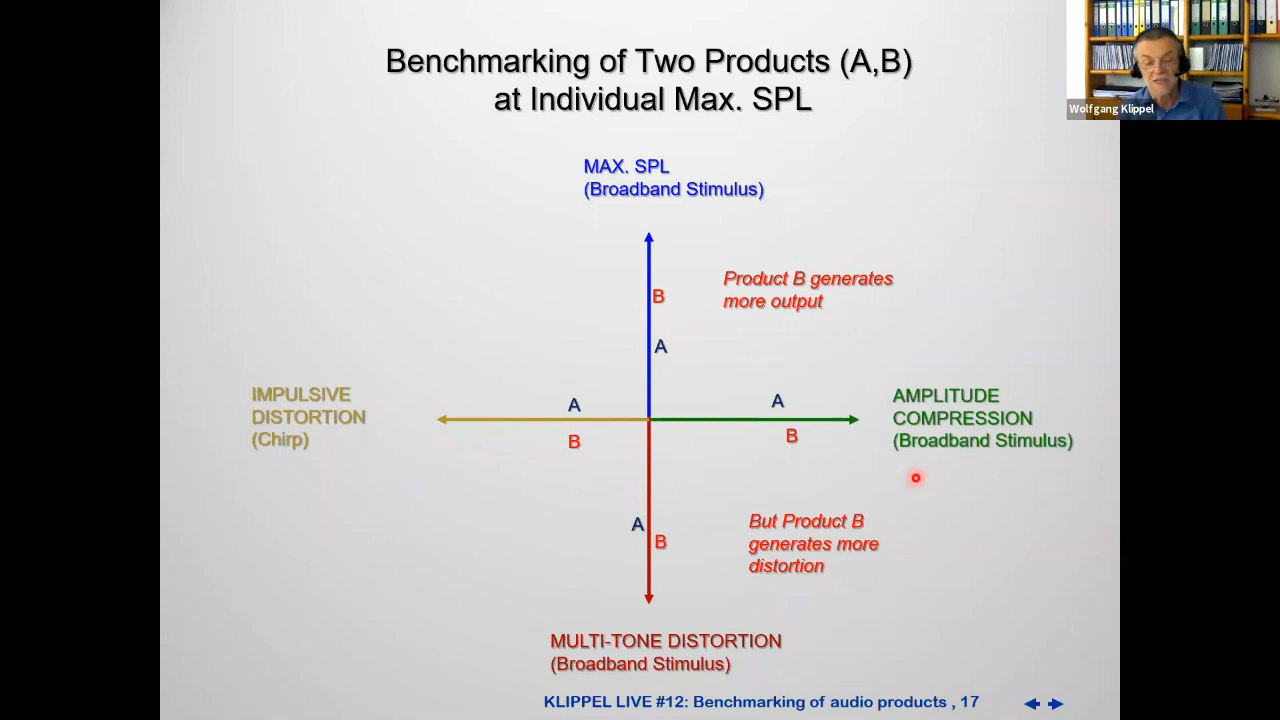 Benchmarking of Two Products (A,B)
at Individual Max. SPL
Wolfgang Klippel
MAX. SPL
(Broadband Stimulus)
Product B generates
more output
B
A
IMPULSIVE
DISTORTION
(Chirp)
A
B
A
B
AMPLITUDE
COMPRESSION
(Broadband Stimulus)
A
B
But Product B
generates more
distortion
MULTI-TONE DISTORTION
(Broadband Stimulus)
KLIPPEL LIVE #12: Benchmarking of audio products , 17